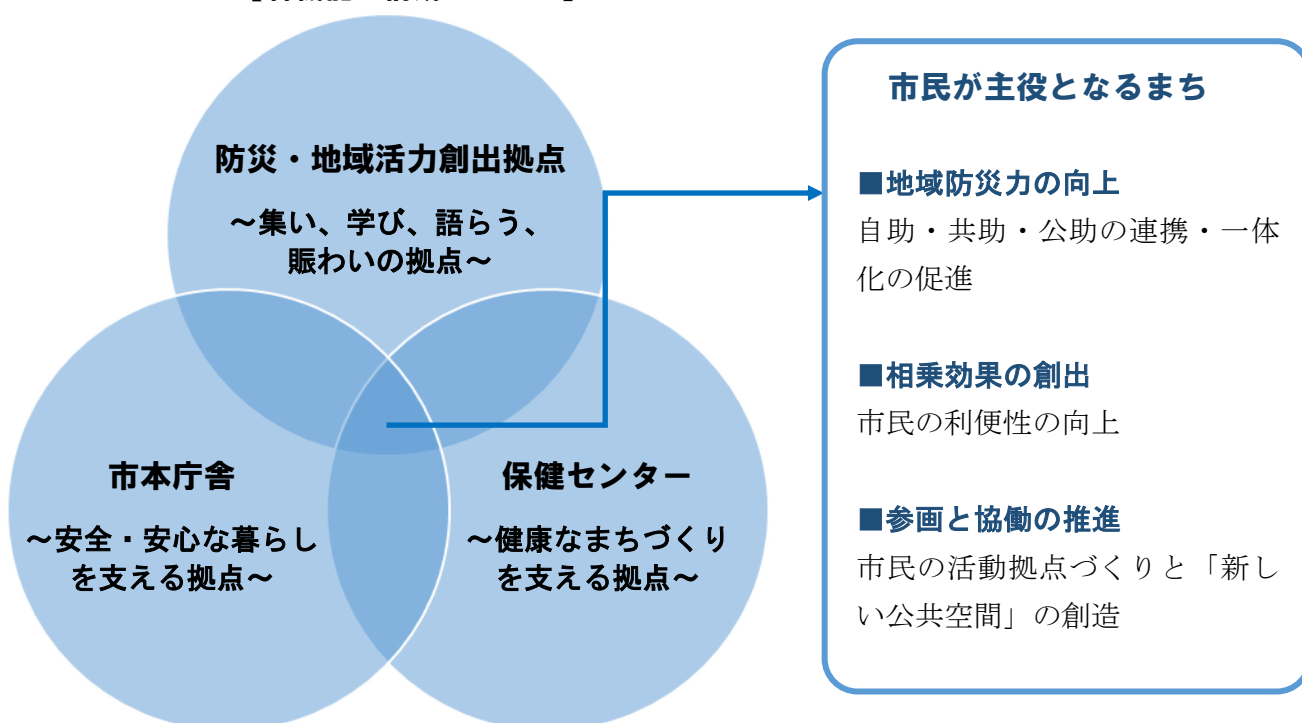 防災・地域活力創出拠点
～集い、学び、語らう、
賑わいの拠点～
市本庁舎
～安全・安心な暮らし
を支える拠点～
保健センター
～健康なまちづくり
を支える拠点～
市民が主役となるまち
■地域防災力の向上
自助・共助・公助の連携・一体
化の促進
■相乗効果の創出
市民の利便性の向上
■参画と協働の推進
市民の活動拠点づくりと「新し
い公共空間」の創造